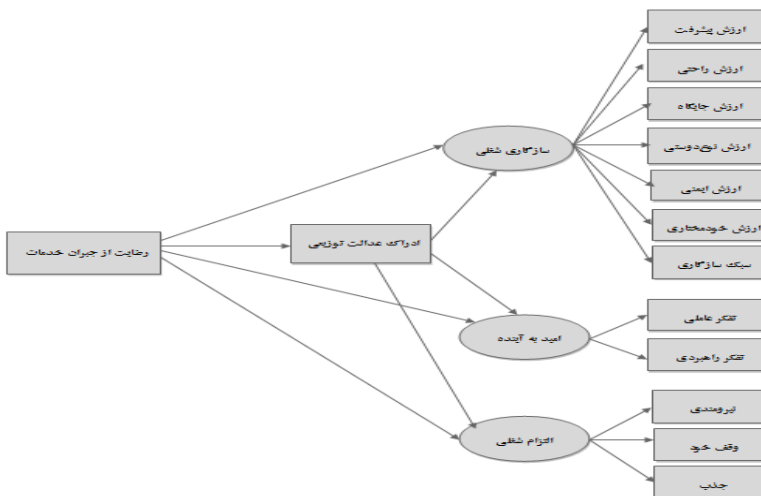 ارزش پیشرفت
ارزش راحتی
ارزش جایگاه
سازگاری شغلی
ارزش نوع‌دوستی
ارزش ایمنی
ارزش خودمختاری
ادراک عدالت توزیعی
رضایت از جبران خدمات
سبک سازگاری
تفکر عاملی
امید به آینده
تفکر راهبردی
نیرومندی
التزام شغلی
وقف خود
جذب